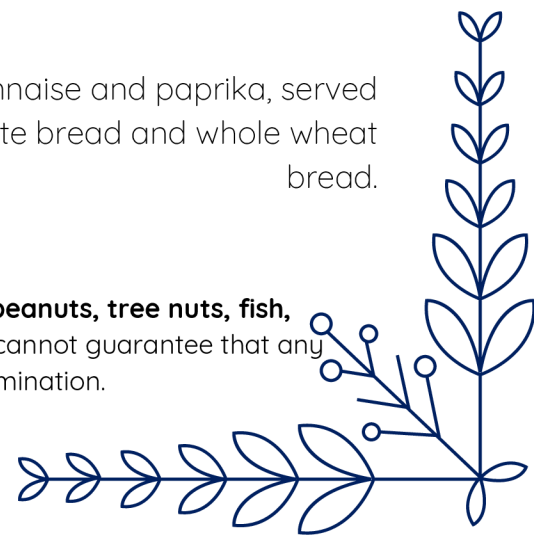 nnaise and paprika, served
te bread and whole wheat
bread.
peanuts, tree nuts, fish,
cannot guarantee that any
mination.